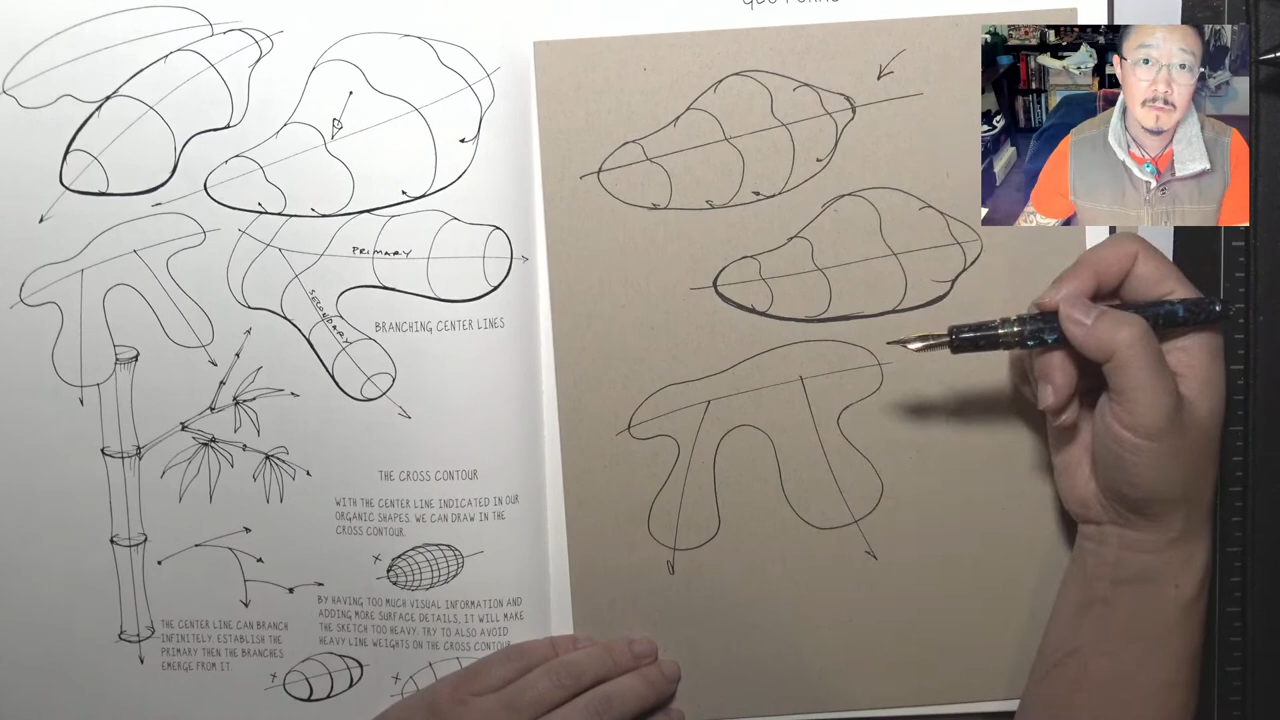 PRIMARY
SECONDARY
BRANCHING CENTER LINES
THE CROSS CONTOUR
WITH THE CENTER LINE INDICATED IN OUR
ORGANIC SHAPES. WE CAN DRAW IN THE
CROSS CONTOUR.
X
BY HAVING TOO MUCH VISUAL INFORMATION AND
ADDING MORE SURFACE DETAILS, IT WILL MAKE
THE SKETCH TOO HEAVY. TRY TO ALSO AVOID
HEAVY LINE WEIGHTS ON THE CROSS CONTOUR
THE CENTER LINE CAN BRANCH
INFINITELY. ESTABLISH THE
PRIMARY THEN THE BRANCHES
EMERGE FROM IT.
X
X